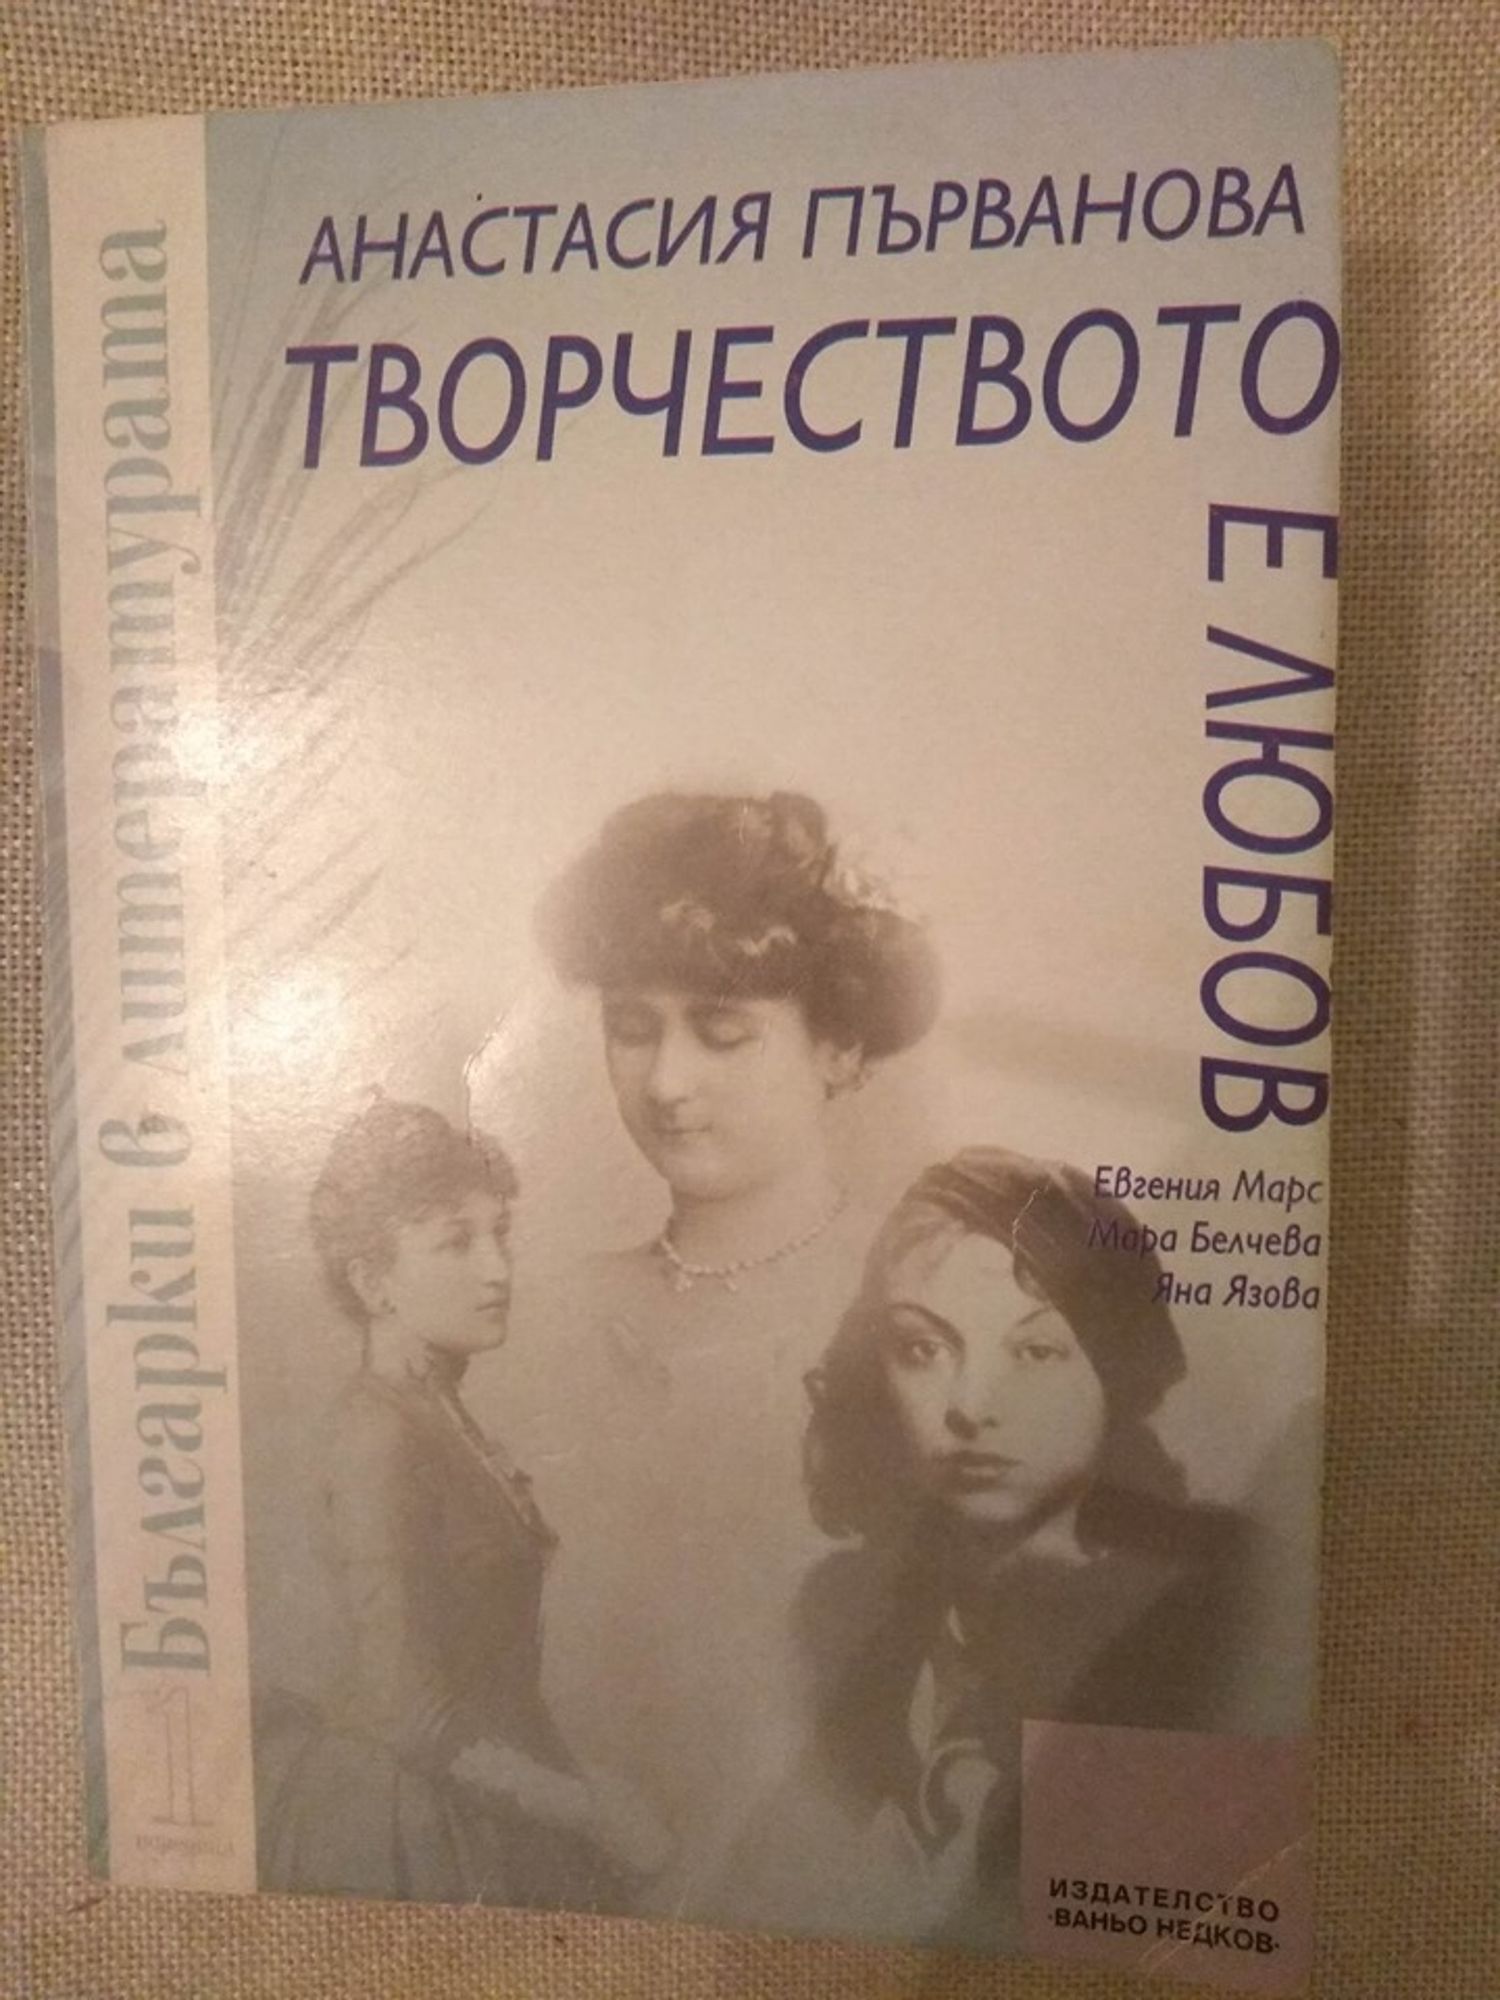 АНАСТАСИЯ ПЪРВАНОВА
ТВОРЧЕСТВОТО
Е ЛЮБОВ
Евгения Марс
Мара Белчева
Яна Язова
Българки в литературата
ИЗДАТЕЛСТВО
·ВАНЬО НЕДКОВ·